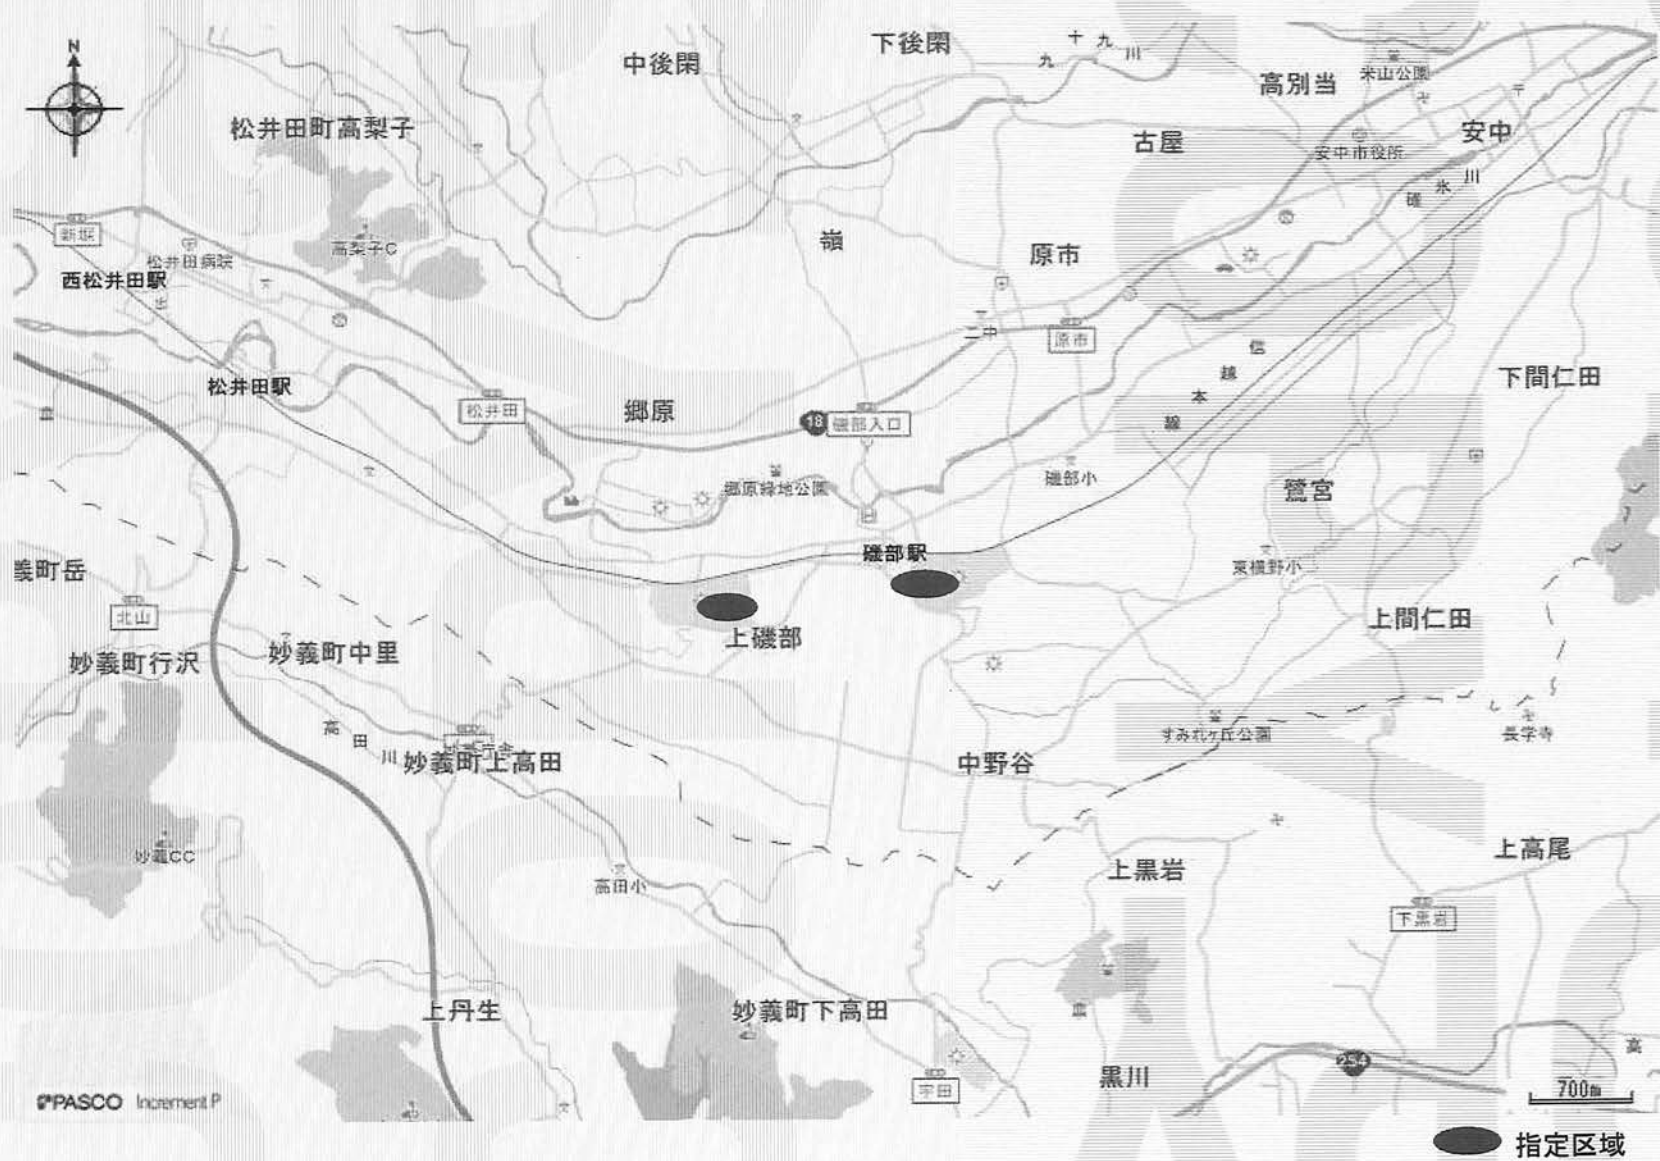 N
中後閑
下後閑
九十九川
高別当
米山公園
松井田町高梨子
古屋
安中市役所
安中
碓氷川
新堀
松井田病院
高梨子C
嶺
原市
西松井田駅
二中
原市
信越本線
松井田駅
松井田
郷原
18
磯部入口
下間仁田
郷原緑地公園
磯部小
鷺宮
磯部駅
東横野小
義町岳
北山
上磯部
上間仁田
妙義町行沢
妙義町中里
高田川
妙義町上高田
中野谷
すみれヶ丘公園
長学寺
妙義CC
高田小
上黒岩
上高尾
下黒岩
上丹生
妙義町下高田
宇田
黒川
254
高
PASCO Increment P
700m
指定区域